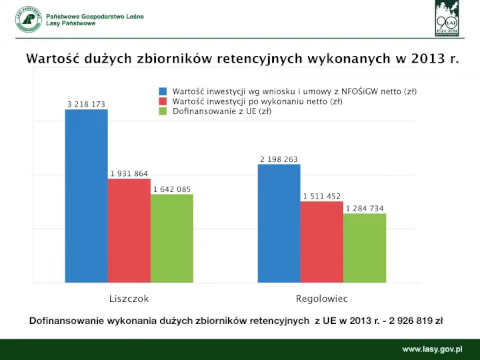 Państwowe Gospodarstwo Leśne
Lasy Państwowe
Wartość dużych zbiorników retencyjnych wykonanych w 2013 r.
Wartość inwestycji wg wniosku i umowy z NFOŚiGW netto (zł)
Wartość inwestycji po wykonaniu netto (zł)
Dofinansowanie z UE (zł)
3 218 173
1 931 864
1 642 085
2 198 263
1 511 452
1 284 734
Liszczok
Regolowiec
Dofinansowanie wykonania dużych zbiorników retencyjnych z UE w 2013 r. - 2 926 819 zł
www.lasy.gov.pl